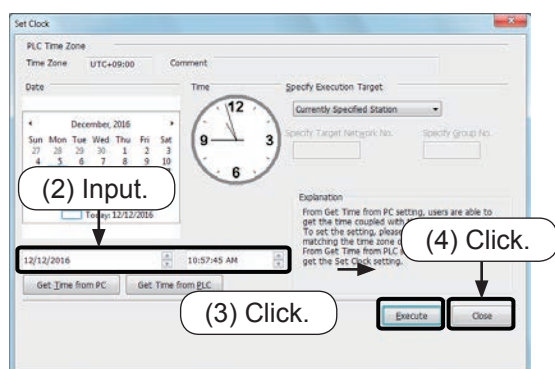 Set Clock
PLC Time Zone
Time Zone UTC+09:00 Comment
Date Time Specify Execution Target
Currently Specified Station
December, 2016
Specify Target Network No. Specify Group No.
Sun Mon Tue Wed Thu Fri Sat
27 28 29 30 1 2 3
4 5 6 7 8 9 10
12
9 3
6
(2) Input.
Today: 12/12/2016
Explanation
From Get Time from PC setting, users are able to
get the time coupled with
To set the setting, please
matching the time zone
From Get Time from PLC
get the Set Clock setting.
(4) Click.
12/12/2016 10:57:45 AM
Get Time from PC Get Time from PLC
(3) Click.
Execute Close